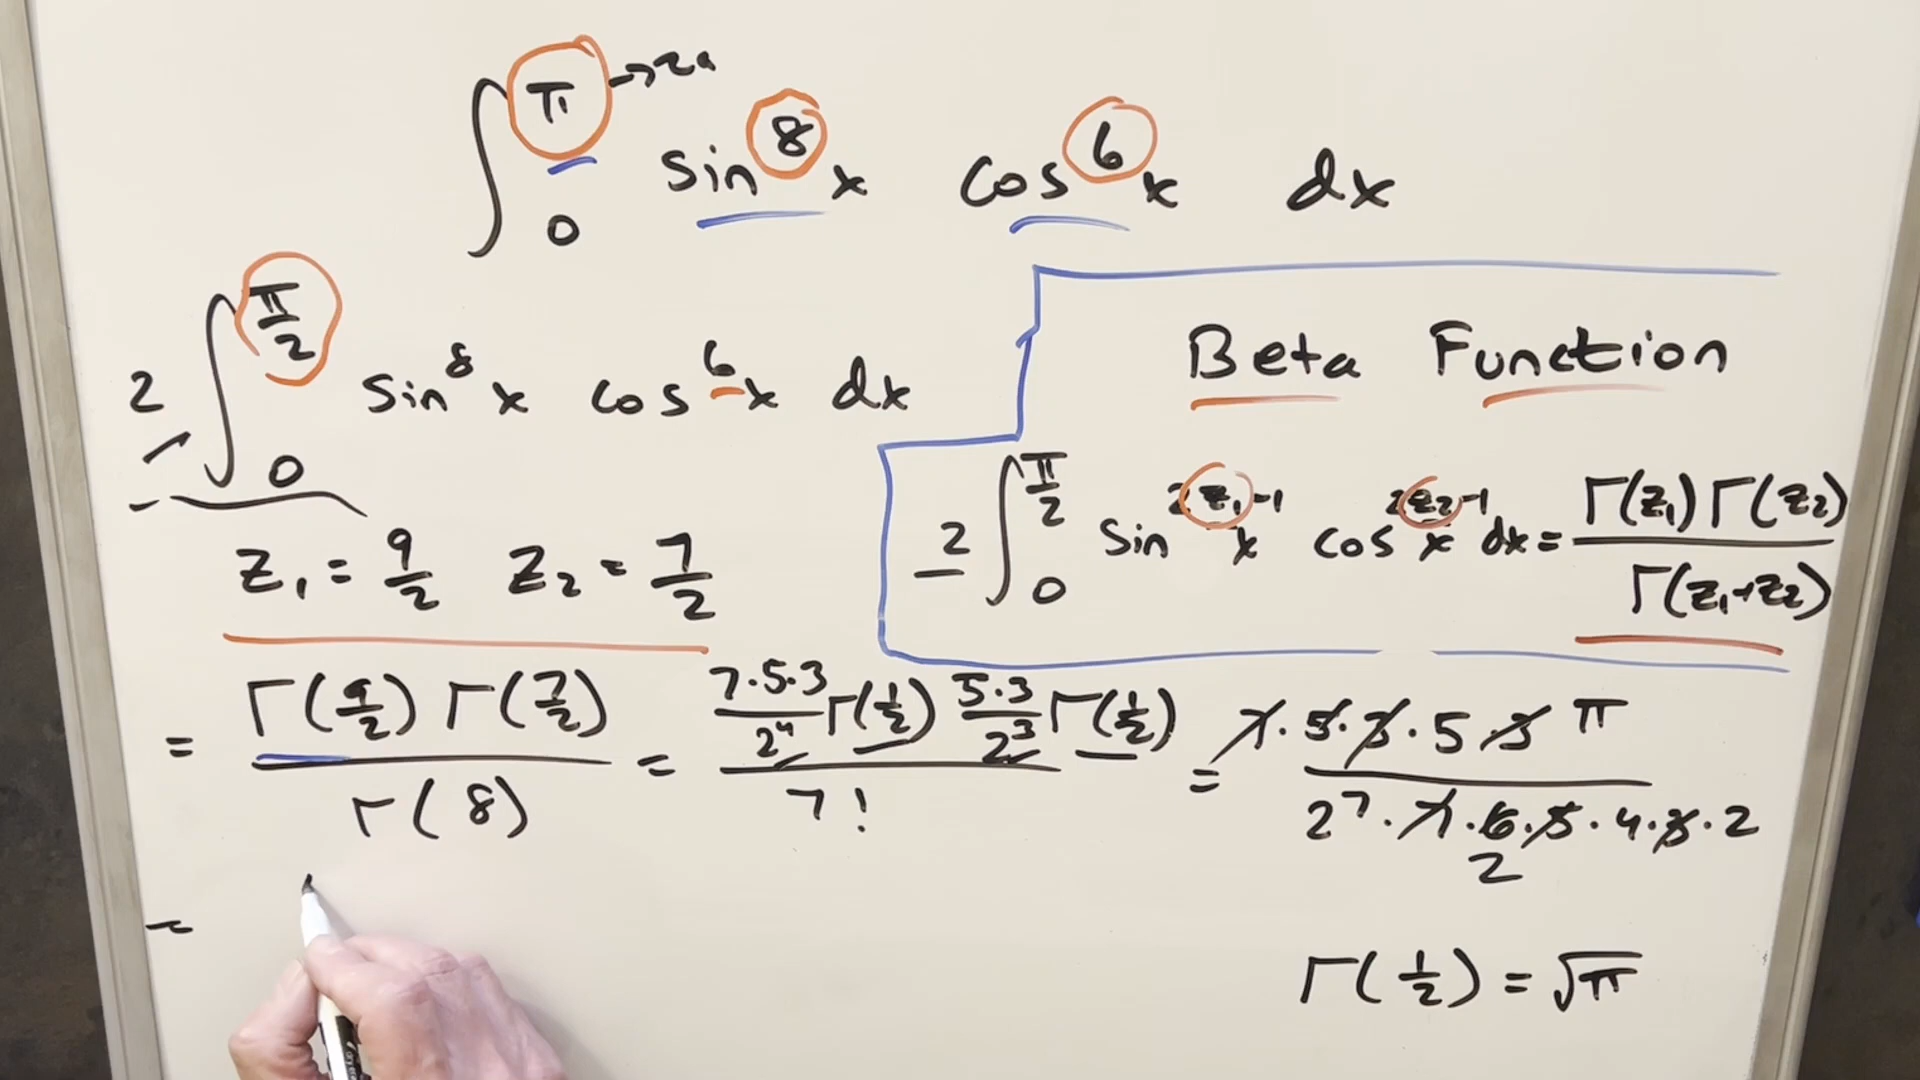 ∫₀^π → 2a sin⁸x cos⁶x dx
2 ∫₀^(π/2) sin⁸x cos⁶x dx
Beta Function
2 ∫₀^(π/2) sin^(2z₁-1) x cos^(2z₂-1) x dx = Γ(z₁)Γ(z₂) / Γ(z₁+z₂)
z₁ = 9/2 z₂ = 7/2
= Γ(9/2) Γ(7/2) / Γ(8) = (7·5·3/2⁴) Γ(1/2) (5·3/2³) Γ(1/2) / 7! = 7·5·3·5·3 π / 2⁷·7·6·5·4·3·2
2
=
Γ(1/2) = √π